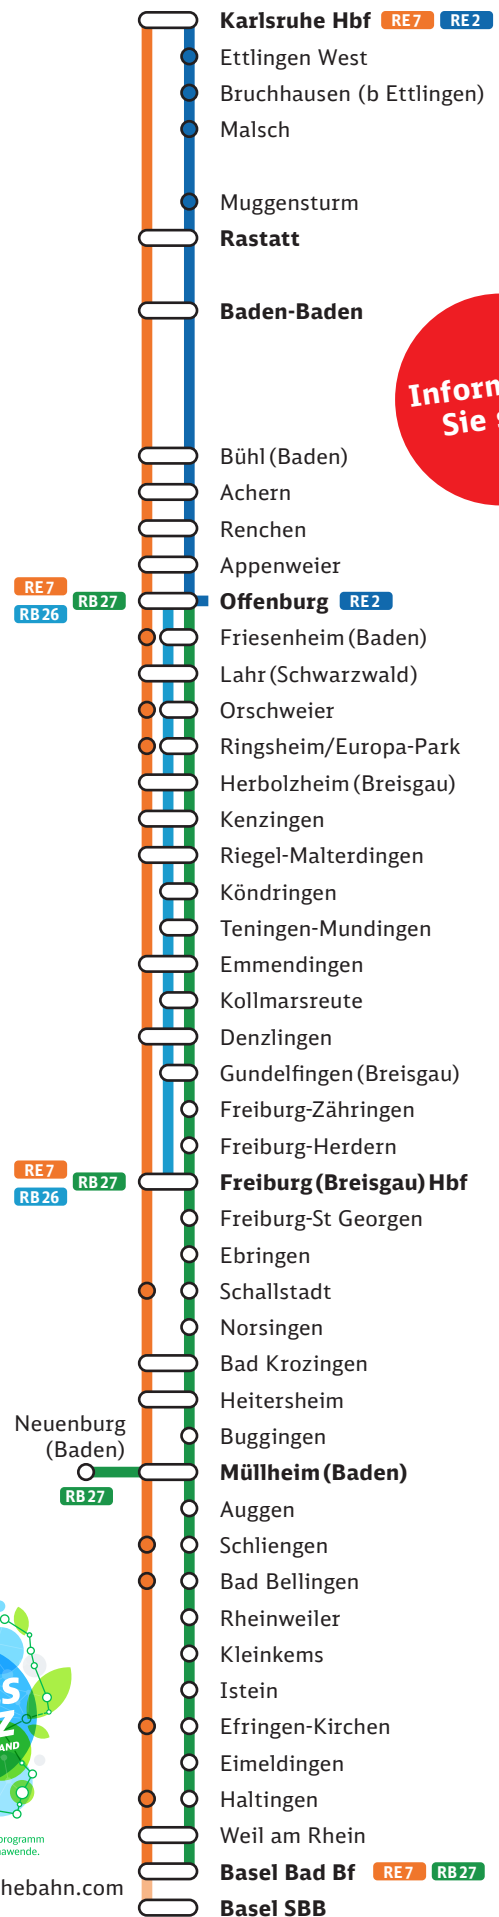 Karlsruhe Hbf RE7 RE2
Ettlingen West
Bruchhausen (b Ettlingen)
Malsch
Muggensturm
Rastatt
Baden-Baden
Sie
Bühl (Baden)
Achern
Renchen
Appenweier
RE7
RB26
RB27
Offenburg RE2
Friesenheim (Baden)
Lahr (Schwarzwald)
Orschweier
Ringsheim/Europa-Park
Herbolzheim (Breisgau)
Kenzingen
Riegel-Malterdingen
Köndringen
Teningen-Mundingen
Emmendingen
Kollmarsreute
Denzlingen
Gundelfingen (Breisgau)
Freiburg-Zähringen
Freiburg-Herdern
RE7
RB26
RB27
Freiburg (Breisgau) Hbf
Freiburg-St Georgen
Ebringen
Schallstadt
Norsingen
Bad Krozingen
Heitersheim
Neuenburg
(Baden)
RB27
Buggingen
Müllheim (Baden)
Auggen
Schliengen
Bad Bellingen
Rheinweiler
Kleinkems
Istein
Efringen-Kirchen
Eimeldingen
Haltingen
Weil am Rhein
programm
hebahn.com
Basel Bad Bf RE7 RB27
Basel SBB